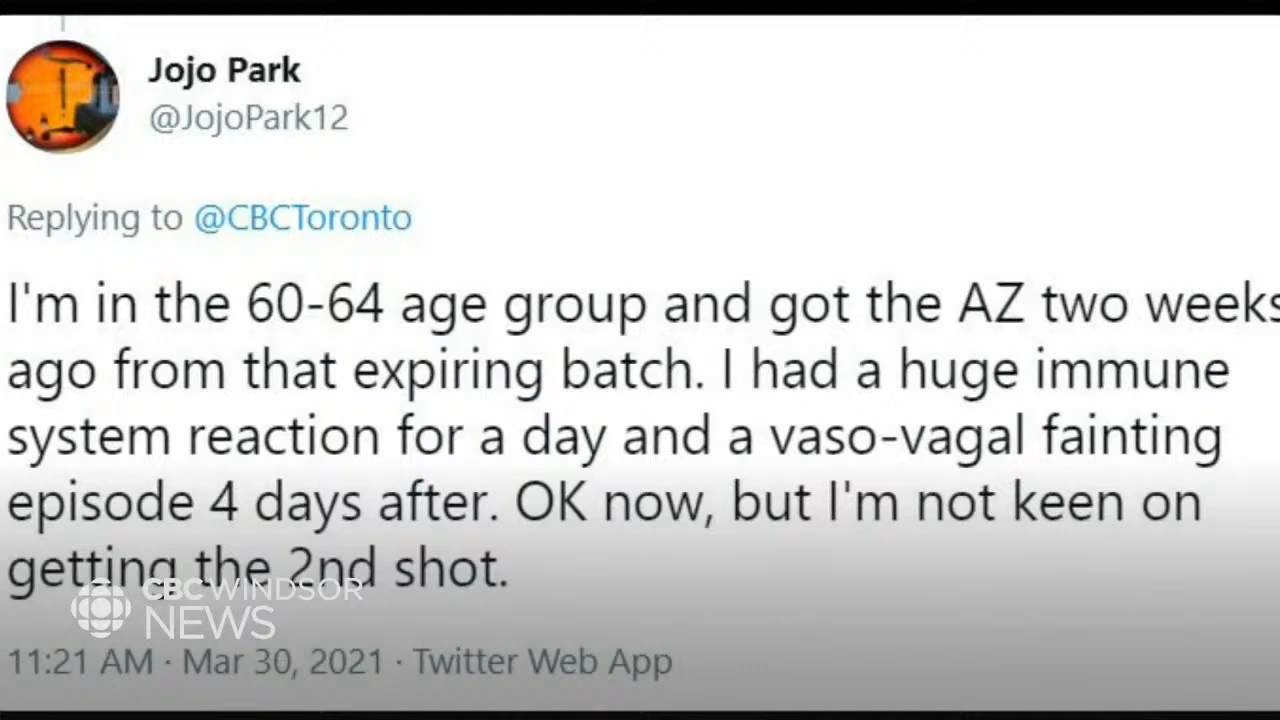 Jojo Park
@JojoPark12
Replying to @CBCToronto
I'm in the 60-64 age group and got the AZ two weeks
ago from that expiring batch. I had a huge immune
system reaction for a day and a vaso-vagal fainting
episode 4 days after. OK now, but I'm not keen on
getting the 2nd shot.
CBC WINDSOR
NEWS
11:21 AM · Mar 30, 2021 · Twitter Web App